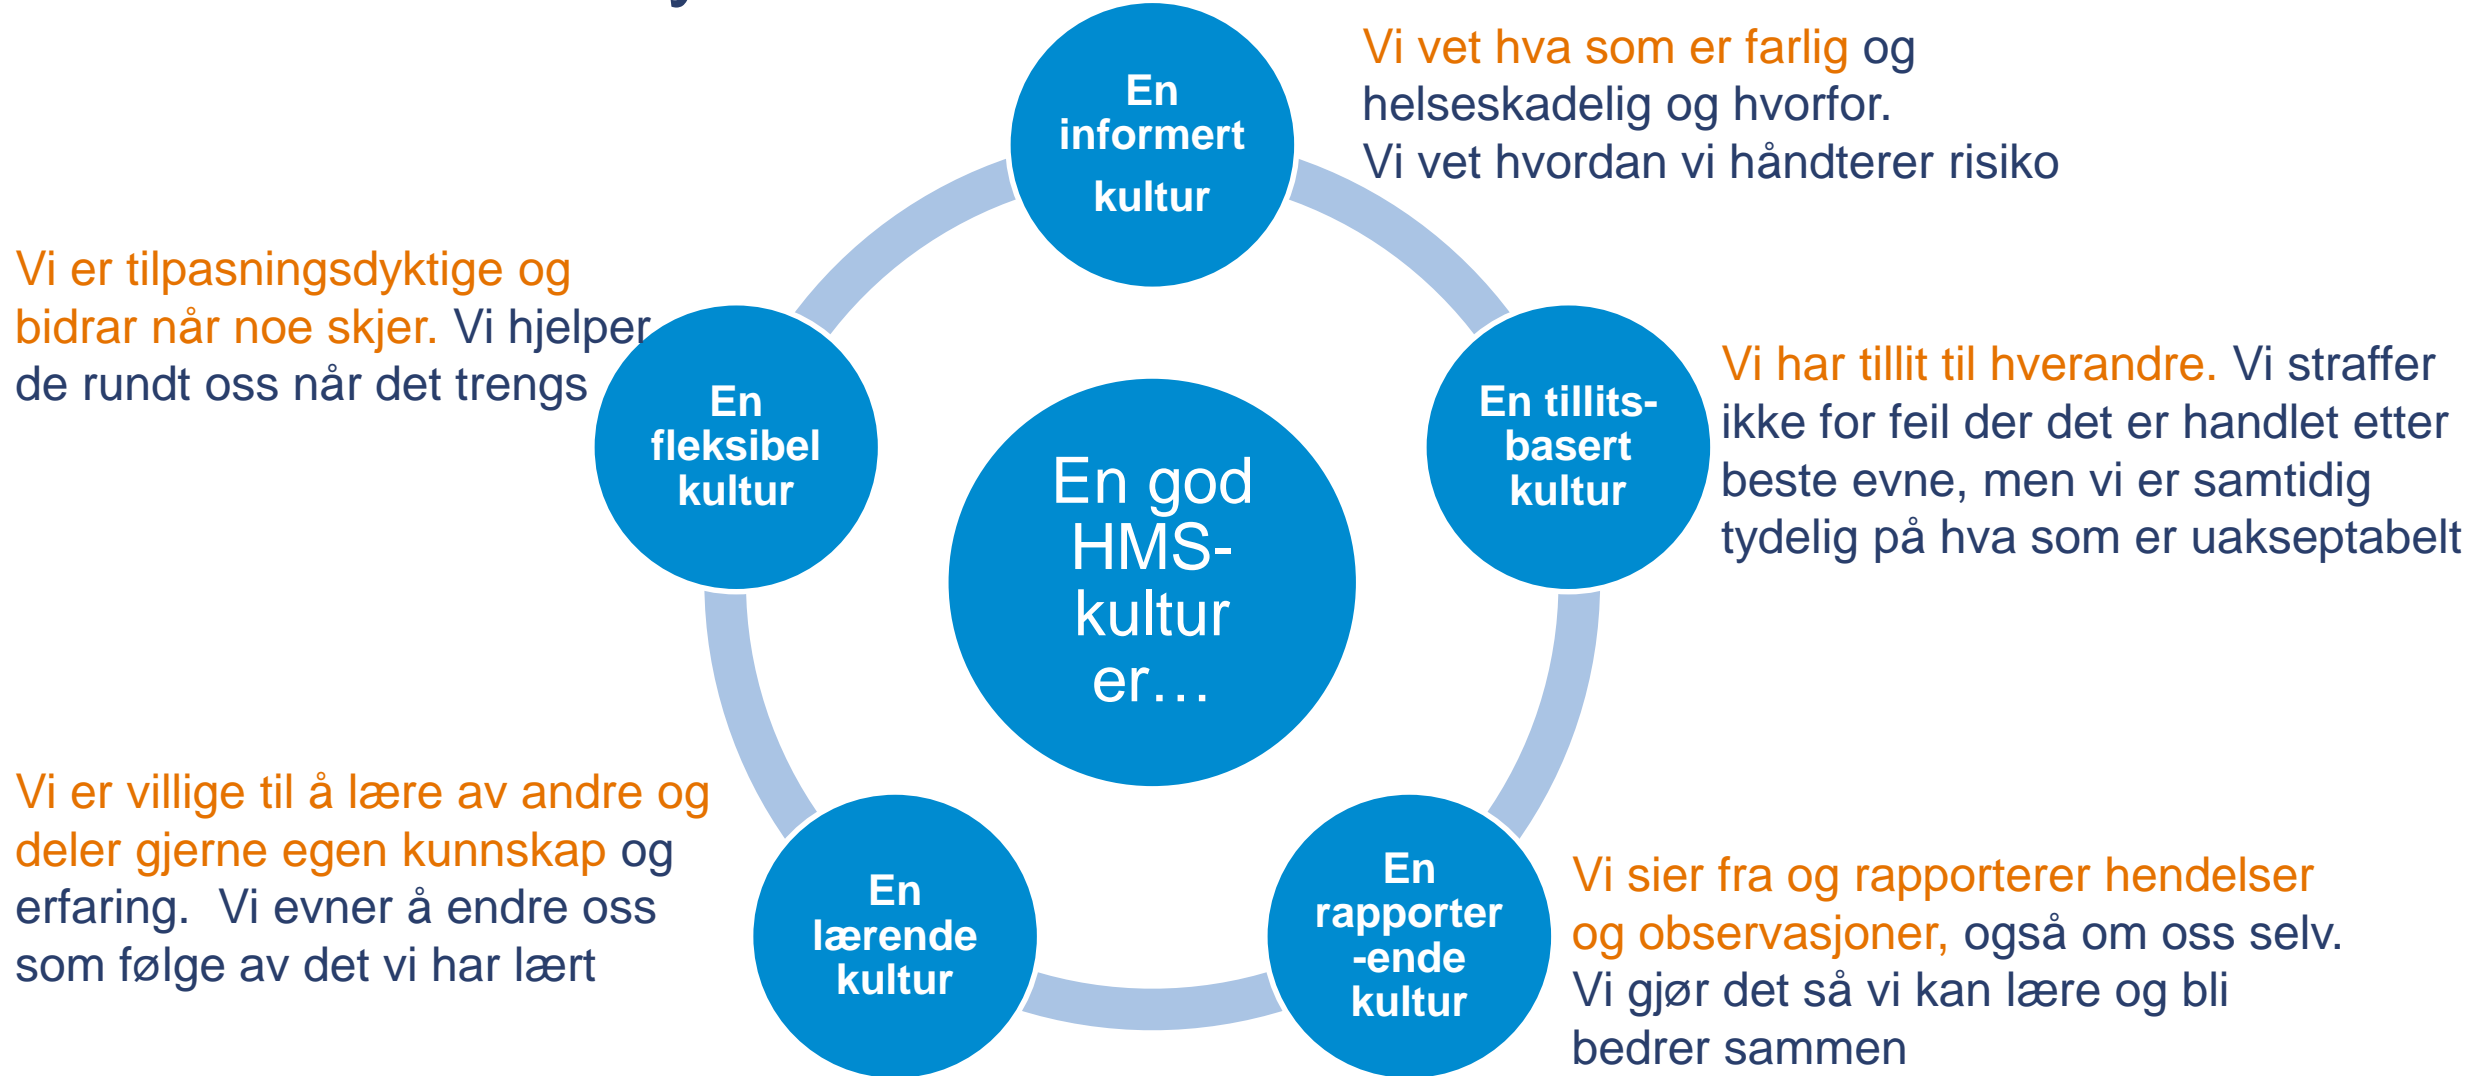 En
informert
kultur
Vi vet hva som er farlig og
helseskadelig og hvorfor.
Vi vet hvordan vi håndterer risiko
En tillits-
basert
kultur
Vi har tillit til hverandre. Vi straffer
ikke for feil der det er handlet etter
beste evne, men vi er samtidig
tydelig på hva som er uakseptabelt
En
rapporter
-ende
kultur
Vi sier fra og rapporterer hendelser
og observasjoner, også om oss selv.
Vi gjør det så vi kan lære og bli
bedrer sammen
En
lærende
kultur
Vi er villige til å lære av andre og
deler gjerne egen kunnskap og
erfaring.  Vi evner å endre oss
som følge av det vi har lært
En
fleksibel
kultur
Vi er tilpasningsdyktige og
bidrar når noe skjer. Vi hjelper
de rundt oss når det trengs
En god
HMS-
kultur
er…